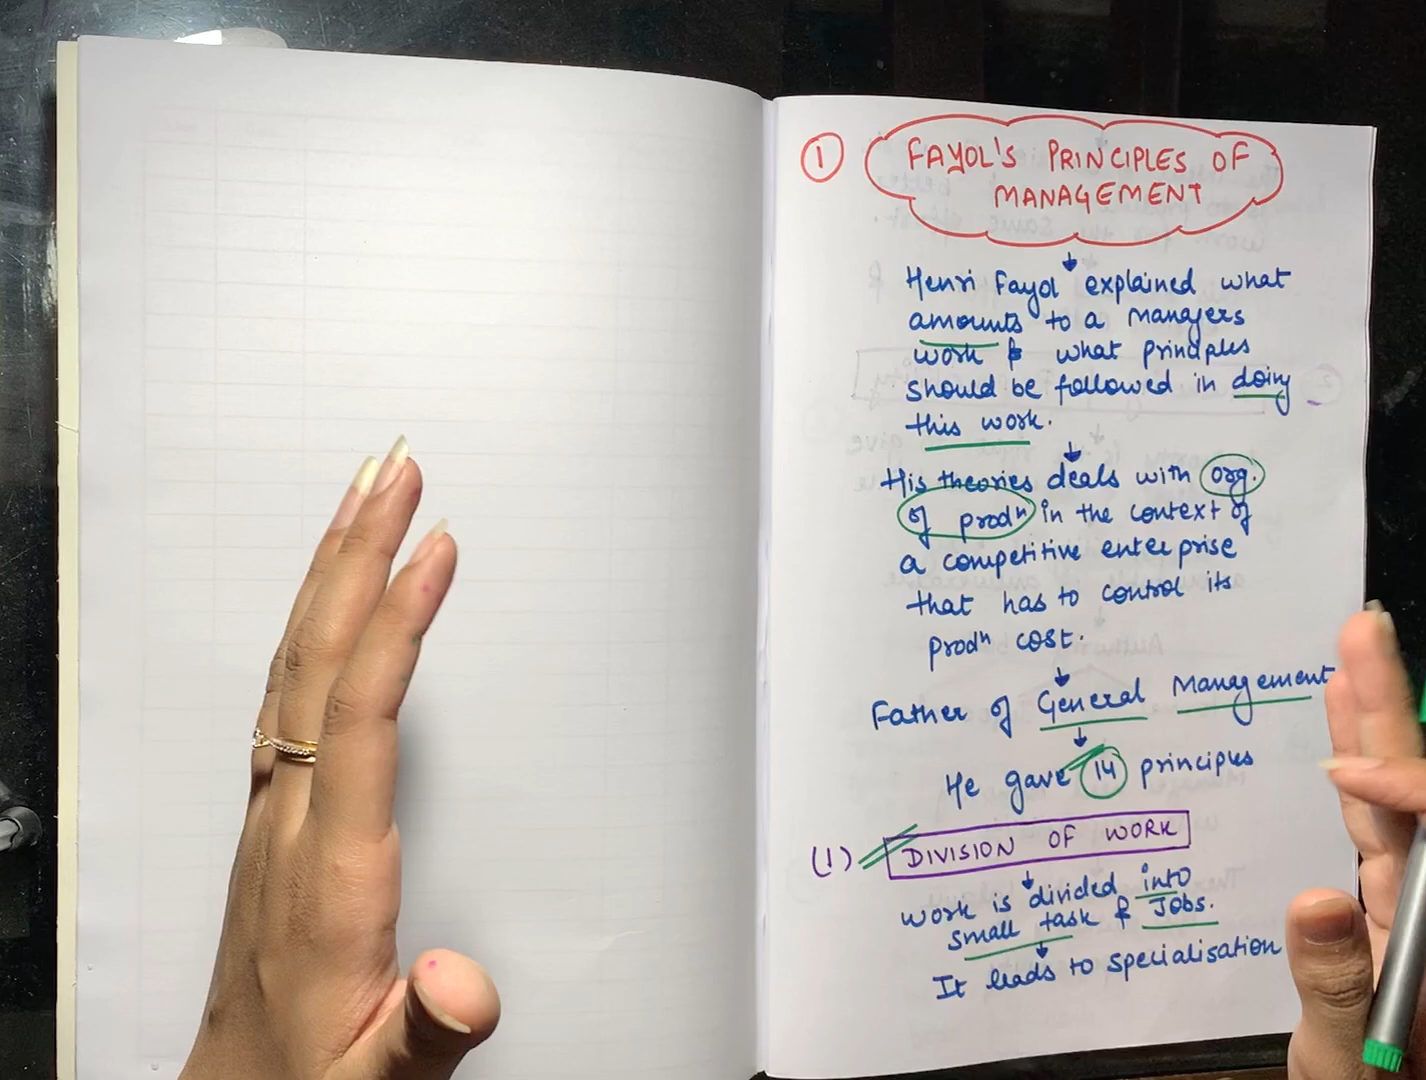 1 FAYOL'S PRINCIPLES OF
MANAGEMENT
Henri Fayol explained what
amounts to a managers
work & what principles
should be followed in doing
this work.
His theories deals with org.
of prodⁿ in the context of
a competitive enterprise
that has to control its
prodⁿ cost.
Father of General Management
He gave 14 principles
(1) DIVISION OF WORK
work is divided into
small task & Jobs.
It leads to specialisation